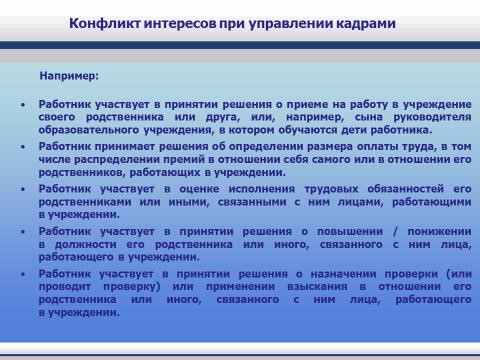 Конфликт интересов при управлении кадрами
Например:
• Работник участвует в принятии решения о приеме на работу в учреждение
своего родственника или друга, или, например, сына руководителя
образовательного учреждения, в котором обучаются дети работника.
• Работник принимает решения об определении размера оплаты труда, в том
числе распределении премий в отношении себя самого или в отношении его
родственников, работающих в учреждении.
• Работник участвует в оценке исполнения трудовых обязанностей его
родственниками или иными, связанными с ним лицами, работающими
в учреждении.
• Работник участвует в принятии решения о повышении / понижении
в должности его родственника или иного, связанного с ним лица,
работающего в учреждении.
• Работник участвует в принятии решения о назначении проверки (или
проводит проверку) или применении взыскания в отношении его
родственника или иного, связанного с ним лица, работающего
в учреждении.